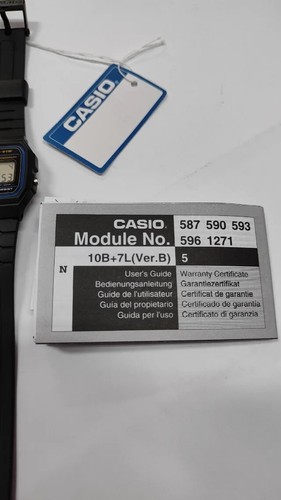 CASIO
CASIO
Module No.
587 590 593
596 1271
10B+7L(Ver.B)
5
N
User's Guide
Warranty Certificate
Bedienungsanleitung
Garantiezertifikat
Guide de l'utilisateur
Certificat de garantie
Guía del propietario
Certificado de garantía
Guida per l'uso
Certificato di garanzia